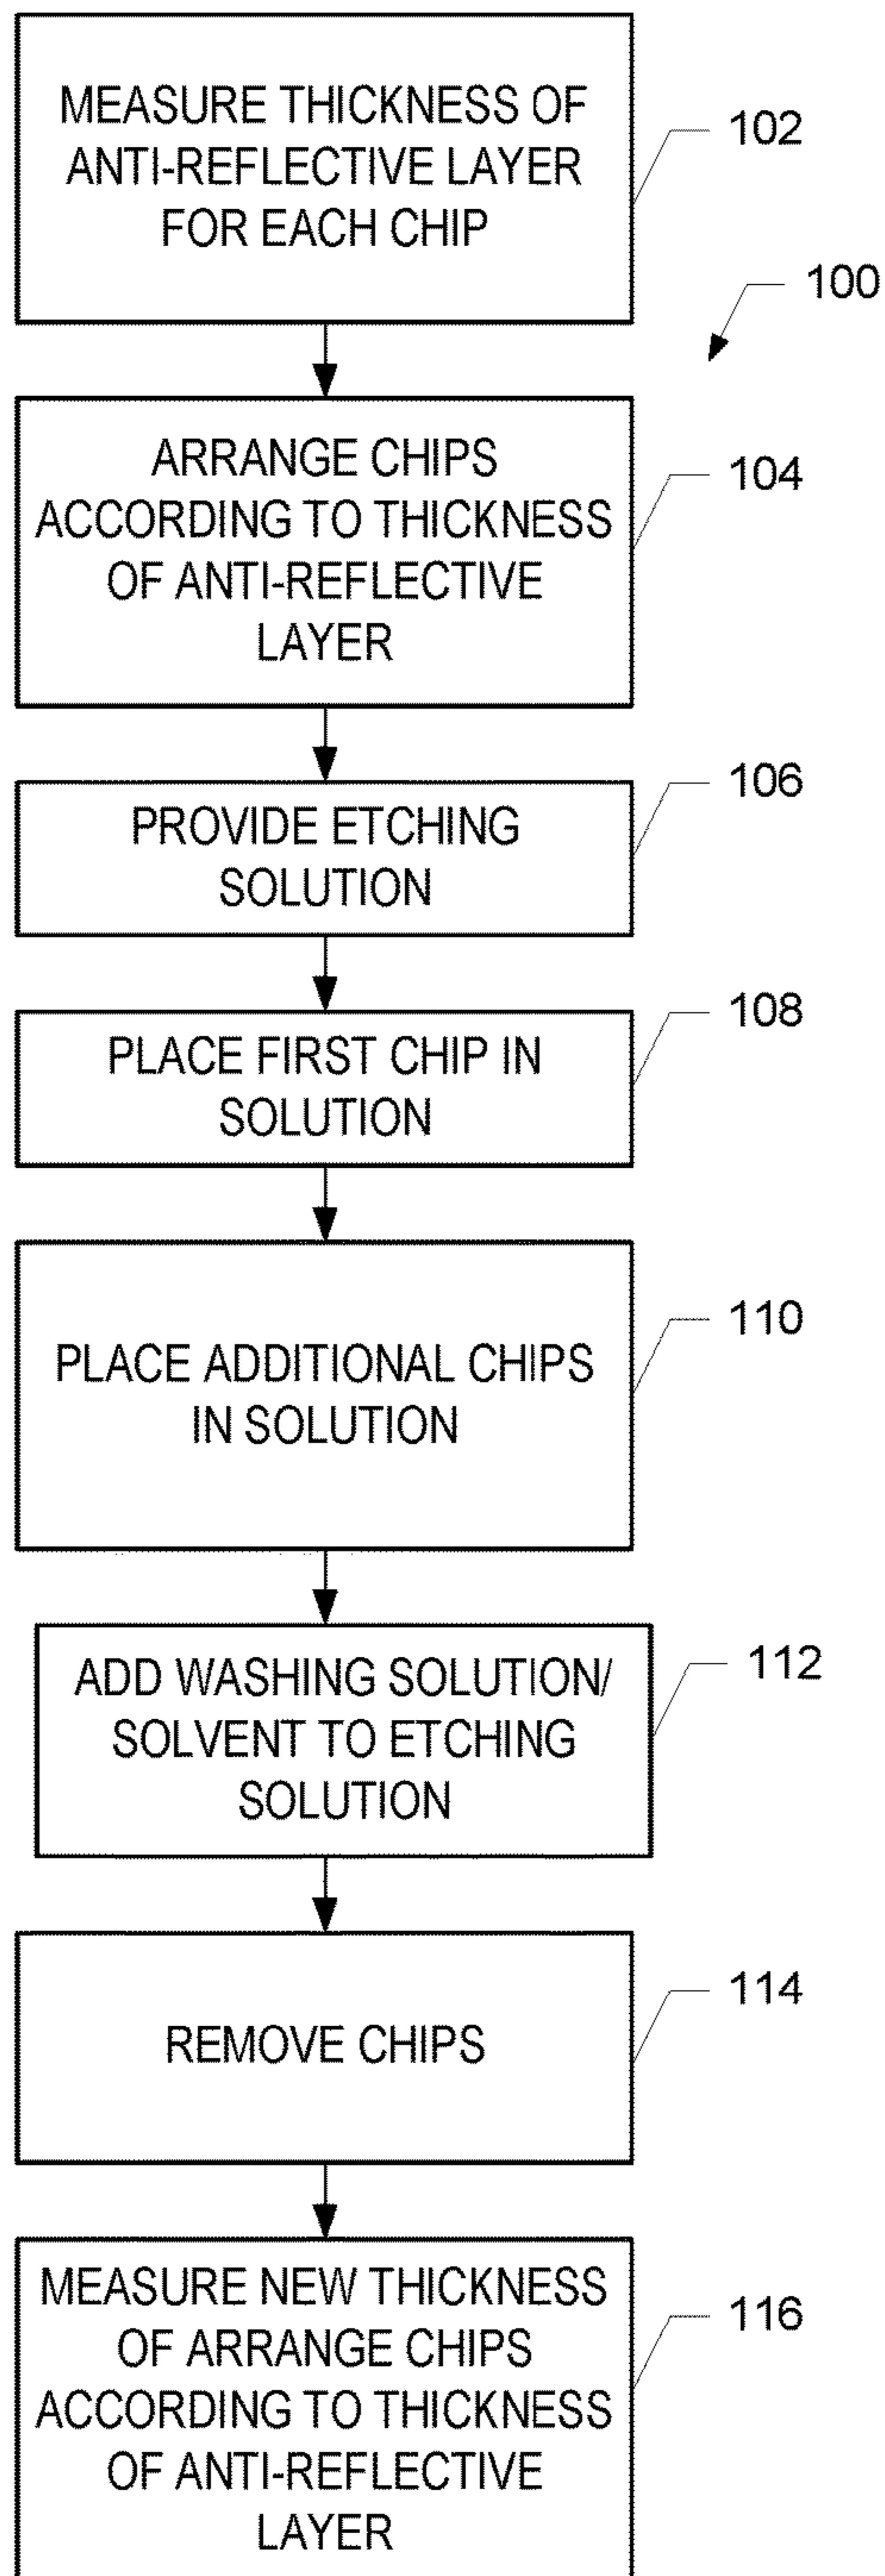 MEASURE THICKNESS OF
ANTI-REFLECTIVE LAYER
FOR EACH CHIP
102
100
ARRANGE CHIPS
ACCORDING TO THICKNESS
OF ANTI-REFLECTIVE
LAYER
104
PROVIDE ETCHING
SOLUTION
106
PLACE FIRST CHIP IN
SOLUTION
108
PLACE ADDITIONAL CHIPS
IN SOLUTION
110
ADD WASHING SOLUTION/
SOLVENT TO ETCHING
SOLUTION
112
REMOVE CHIPS
114
MEASURE NEW THICKNESS
OF ARRANGE CHIPS
ACCORDING TO THICKNESS
OF ANTI-REFLECTIVE
LAYER
116